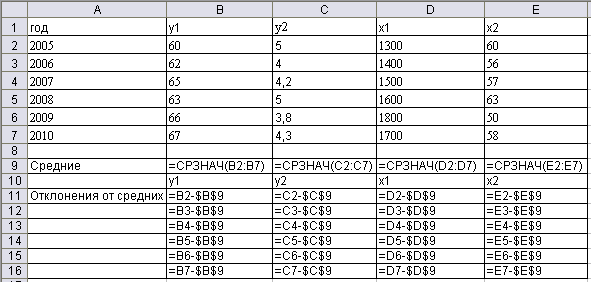 A B C D E
1 год y1 y2 x1 x2
2 2005 60 5 1300 60
3 2006 62 4 1400 56
4 2007 65 4,2 1500 57
5 2008 63 5 1600 63
6 2009 66 3,8 1800 50
7 2010 67 4,3 1700 58
8
9 Средние =СРЗНАЧ(B2:B7) =СРЗНАЧ(C2:C7) =СРЗНАЧ(D2:D7) =СРЗНАЧ(E2:E7)
10 y1 y2 x1 x2
11 Отклонения от средних =B2-$B$9 =C2-$C$9 =D2-$D$9 =E2-$E$9
12 =B3-$B$9 =C3-$C$9 =D3-$D$9 =E3-$E$9
13 =B4-$B$9 =C4-$C$9 =D4-$D$9 =E4-$E$9
14 =B5-$B$9 =C5-$C$9 =D5-$D$9 =E5-$E$9
15 =B6-$B$9 =C6-$C$9 =D6-$D$9 =E6-$E$9
16 =B7-$B$9 =C7-$C$9 =D7-$D$9 =E7-$E$9